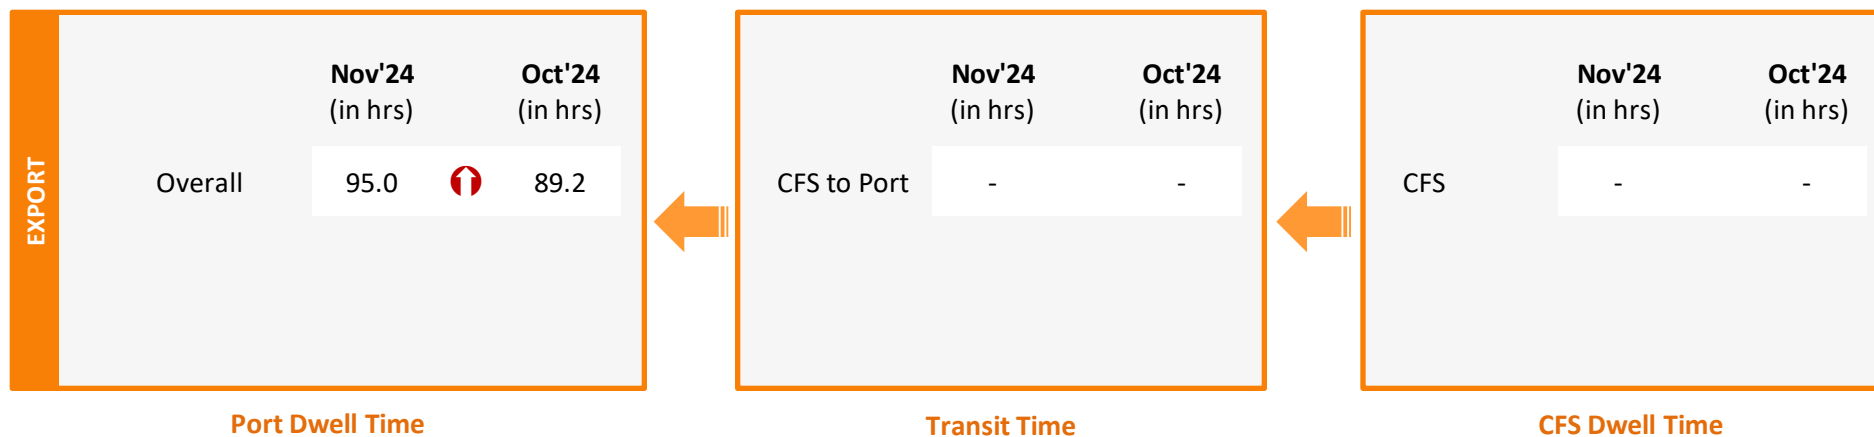 EXPORT
Nov'24 Oct'24
(in hrs) (in hrs)
Overall 95.0 89.2
Port Dwell Time
Nov'24 Oct'24
(in hrs) (in hrs)
CFS to Port - -
Transit Time
Nov'24 Oct'24
(in hrs) (in hrs)
CFS - -
CFS Dwell Time